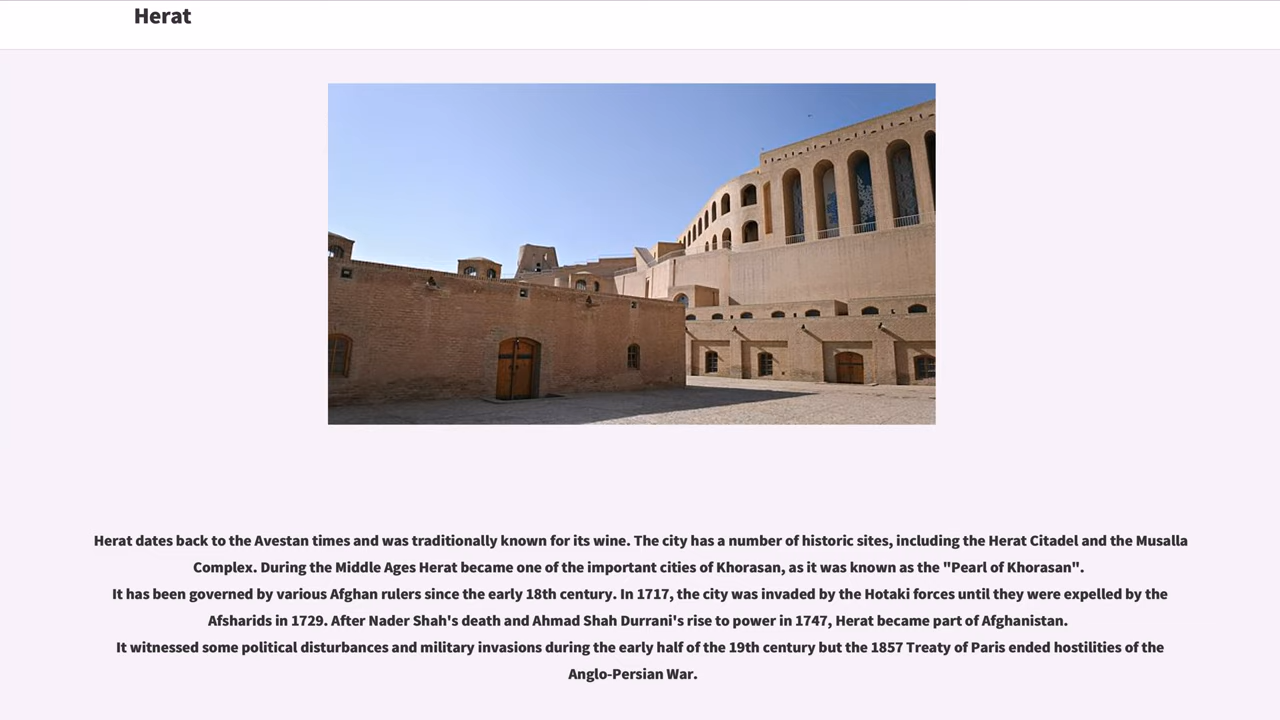 Herat
Herat dates back to the Avestan times and was traditionally known for its wine. The city has a number of historic sites, including the Herat Citadel and the Musalla
Complex. During the Middle Ages Herat became one of the important cities of Khorasan, as it was known as the "Pearl of Khorasan".
It has been governed by various Afghan rulers since the early 18th century. In 1717, the city was invaded by the Hotaki forces until they were expelled by the
Afsharids in 1729. After Nader Shah's death and Ahmad Shah Durrani's rise to power in 1747, Herat became part of Afghanistan.
It witnessed some political disturbances and military invasions during the early half of the 19th century but the 1857 Treaty of Paris ended hostilities of the
Anglo-Persian War.